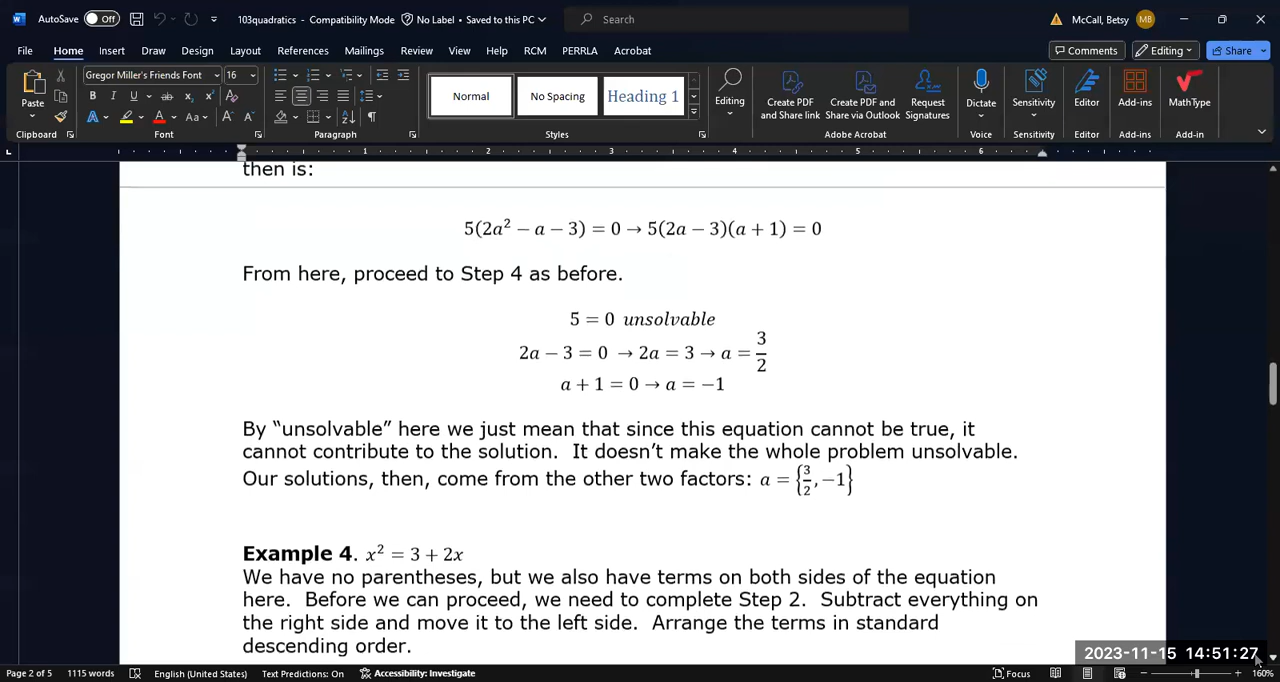 AutoSave Off 103quadratics - Compatibility Mode No Label • Saved to this PC Search McCall, Betsy MB
File Home Insert Draw Design Layout References Mailings Review View Help RCM PERRLA Acrobat Comments Editing Share
Paste Gregor Miller's Friends Font 16 B I U ab x₂ x² A A Aa A A Normal No Spacing Heading 1 Editing Create PDF and Share link Create PDF and Share via Outlook Request Signatures Dictate Sensitivity Editor Add-ins MathType
Clipboard Font Paragraph Styles Adobe Acrobat Voice Sensitivity Editor Add-ins Add-in
1 2 3 4 5 6
then is:
5(2a² − a − 3) = 0 → 5(2a − 3)(a + 1) = 0
From here, proceed to Step 4 as before.
5 = 0 unsolvable
2a − 3 = 0 → 2a = 3 → a = 3/2
a + 1 = 0 → a = −1
By “unsolvable” here we just mean that since this equation cannot be true, it
cannot contribute to the solution. It doesn’t make the whole problem unsolvable.
Our solutions, then, come from the other two factors: a = {3/2, −1}
Example 4. x² = 3 + 2x
We have no parentheses, but we also have terms on both sides of the equation
here. Before we can proceed, we need to complete Step 2. Subtract everything on
the right side and move it to the left side. Arrange the terms in standard
descending order.
2023-11-15 14:51:27
Page 2 of 5 1115 words English (United States) Text Predictions: On Accessibility: Investigate Focus 160%